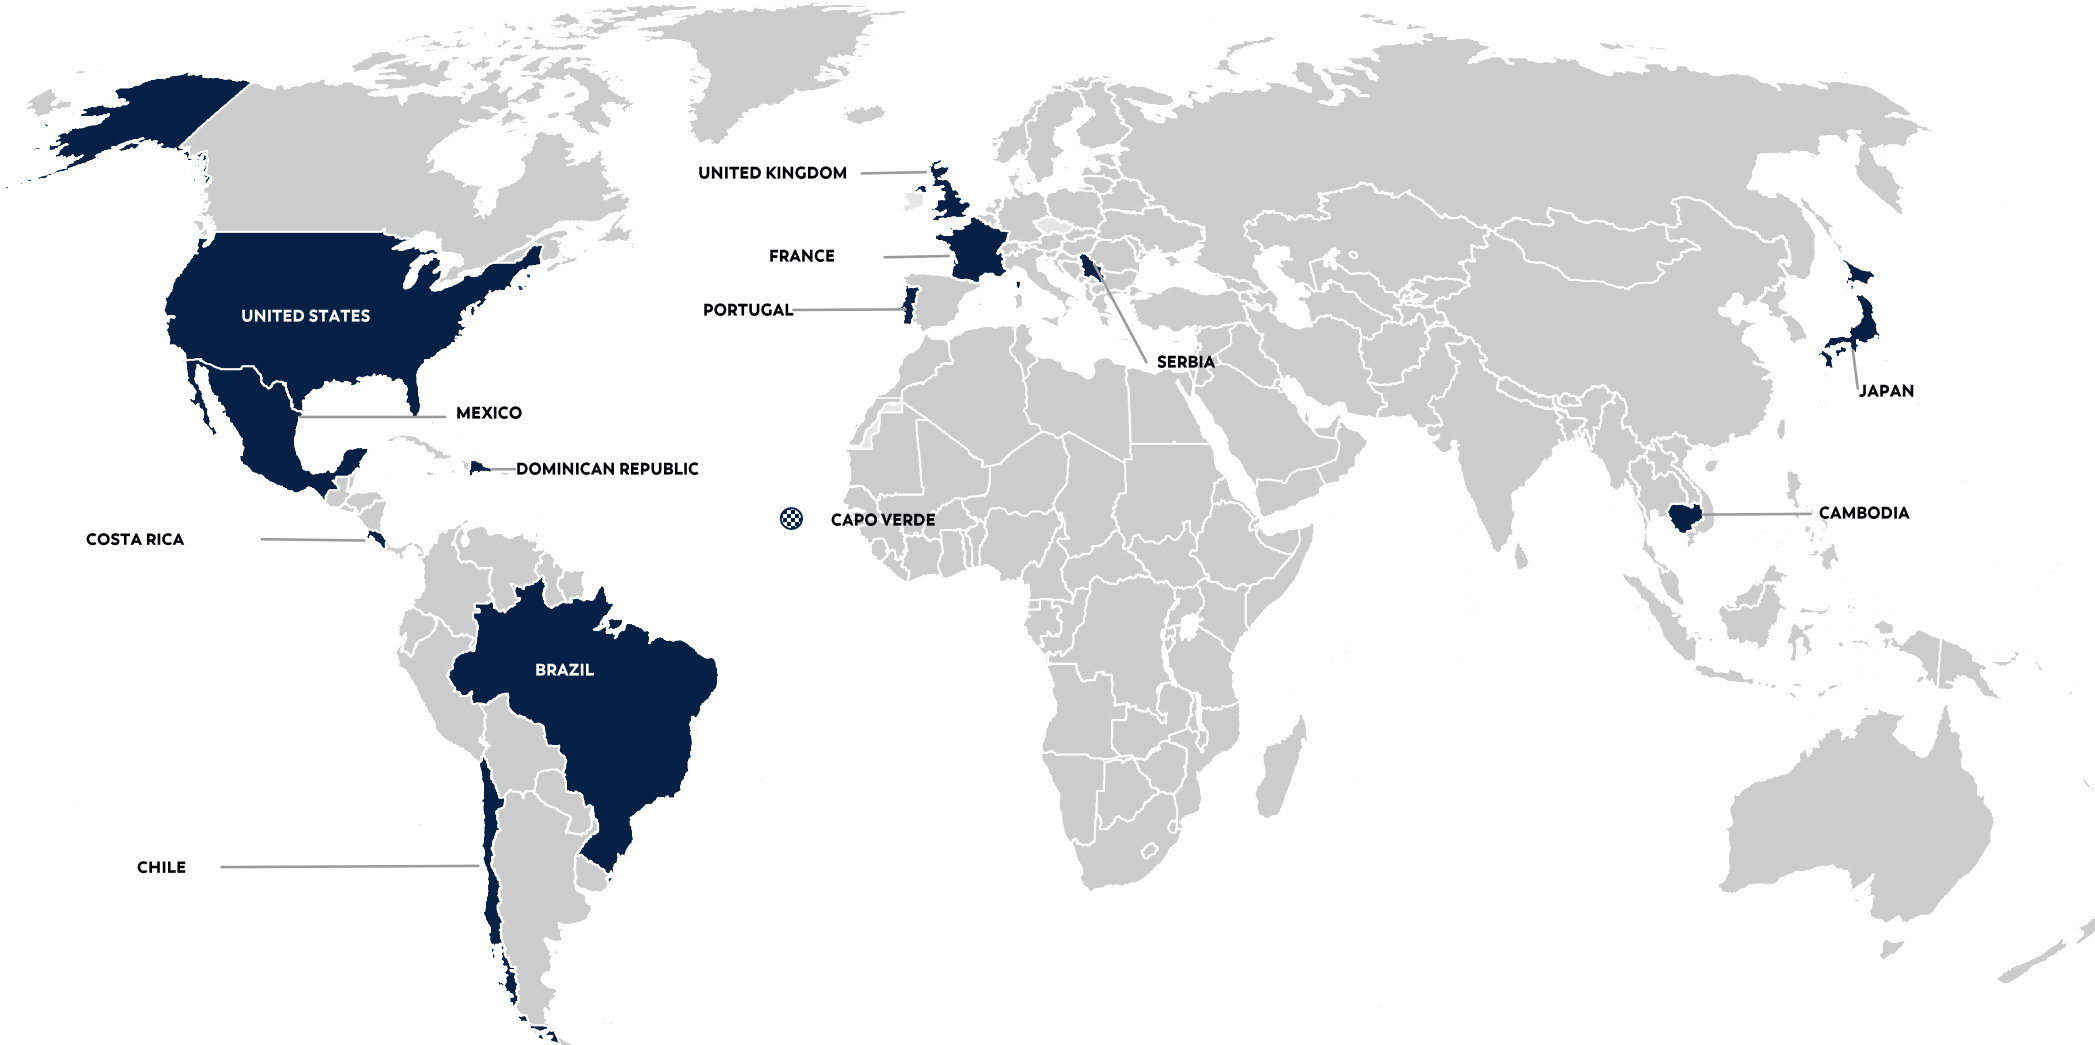 UNITED KINGDOM
FRANCE
PORTUGAL
UNITED STATES
SERBIA
JAPAN
MEXICO
DOMINICAN REPUBLIC
CAMBODIA
CAPO VERDE
COSTA RICA
BRAZIL
CHILE